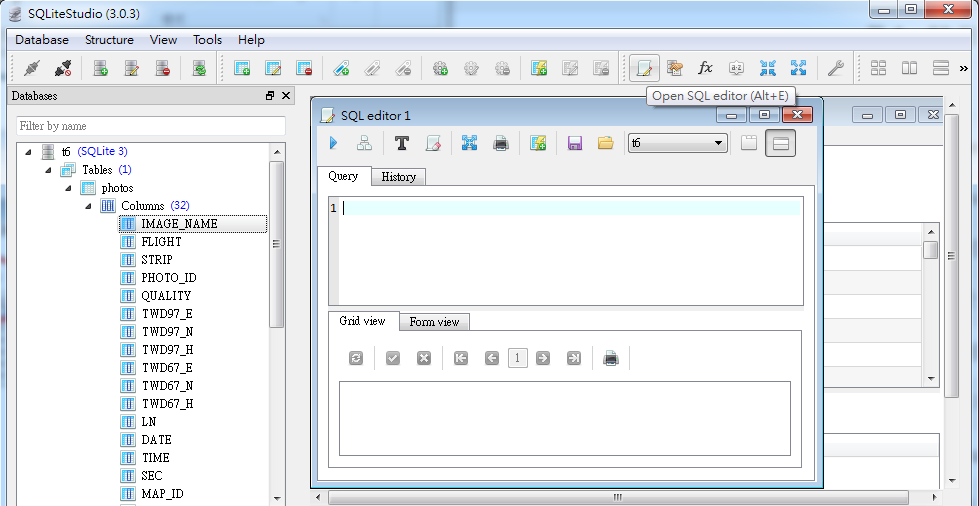 SQLiteStudio (3.0.3)
Database Structure View Tools Help
Databases
Open SQL editor (Alt+E)
Filter by name
t6 (SQLite 3)
Tables (1)
photos
Columns (32)
IMAGE_NAME
FLIGHT
STRIP
PHOTO_ID
QUALITY
TWD97_E
TWD97_N
TWD97_H
TWD67_E
TWD67_N
TWD67_H
LN
DATE
TIME
SEC
MAP_ID
SQL editor 1
t6
Query History
1
Grid view Form view
1